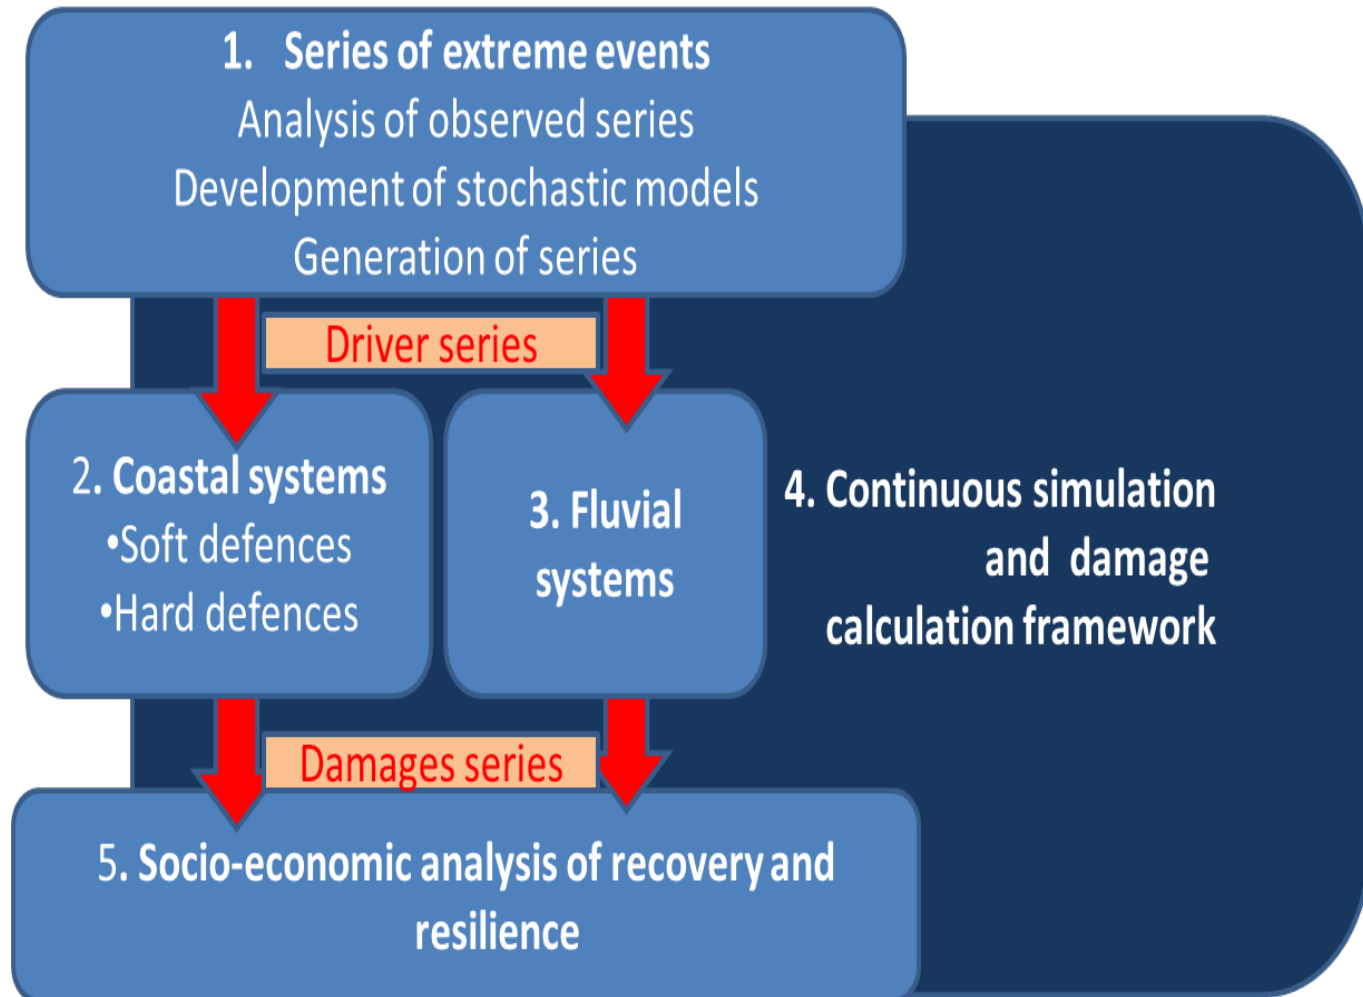 1. Series of extreme events
Analysis of observed series
Development of stochastic models
Generation of series
Driver series
2. Coastal systems
•Soft defences
•Hard defences
3. Fluvial
systems
4. Continuous simulation
and damage
calculation framework
Damages series
5. Socio-economic analysis of recovery and
resilience